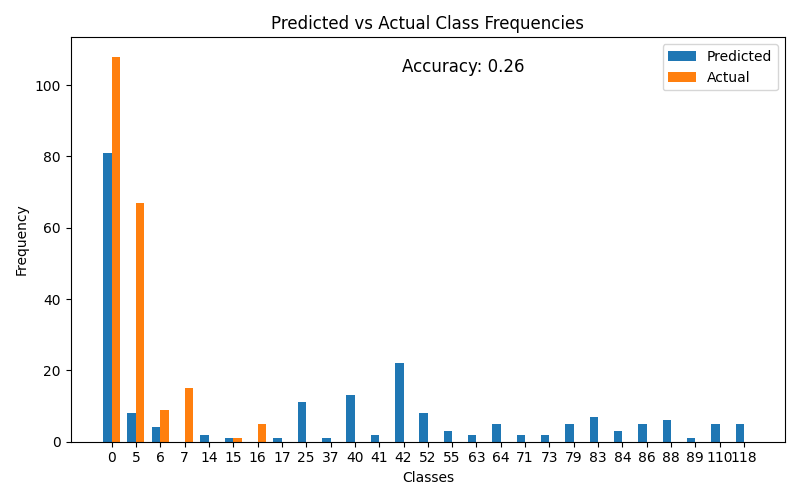 Predicted vs Actual Class Frequencies
Accuracy: 0.26
Predicted
Actual
Frequency
100
80
60
40
20
0
0 5 6 7 14 15 16 17 25 37 40 41 42 52 55 63 64 71 73 79 83 84 86 88 89 110 118
Classes